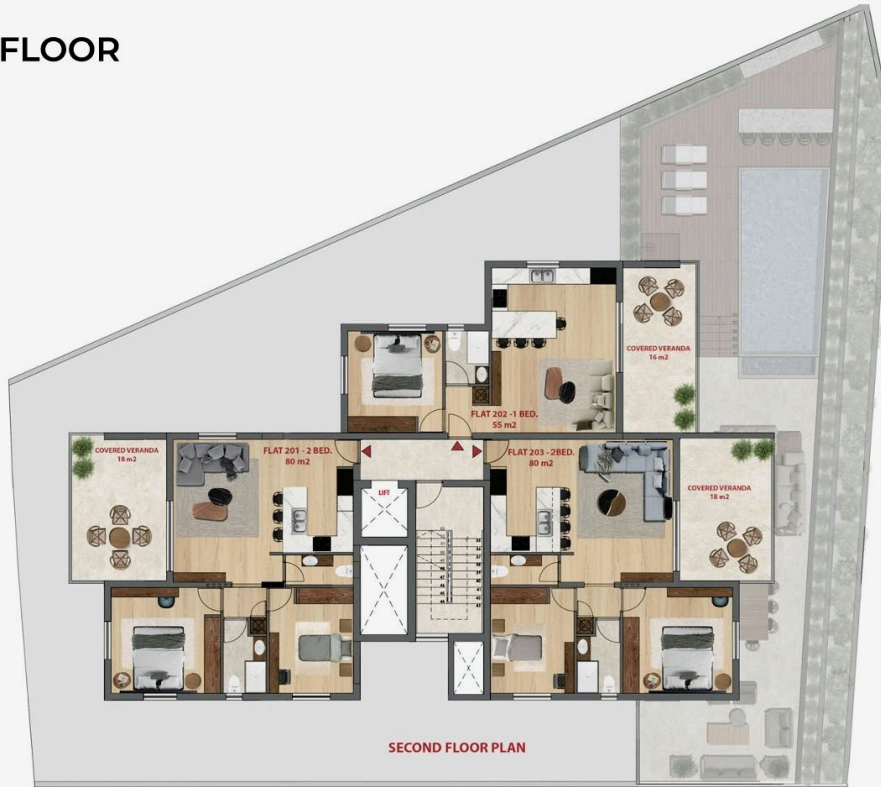 FLOOR
COVERED VERANDA
16 m2
FLAT 202 -1 BED.
55 m2
COVERED VERANDA
18 m2
FLAT 201 - 2 BED.
80 m2
FLAT 203 - 2BED.
80 m2
COVERED VERANDA
18 m2
LIFT
SECOND FLOOR PLAN